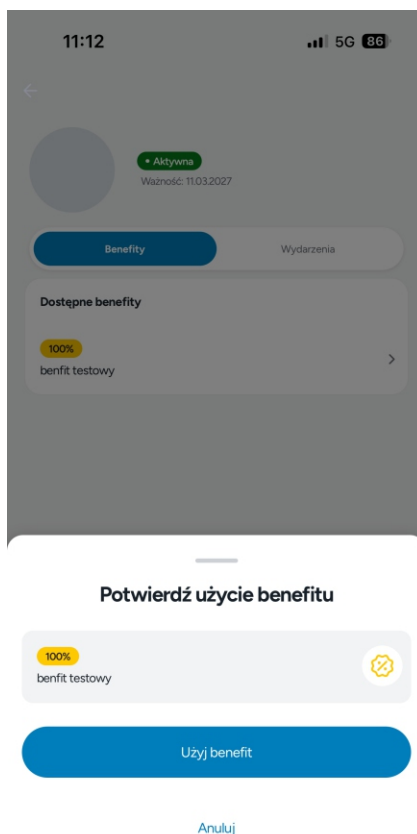 11:12
5G 86
• Aktywna
Ważność: 11.03.2027
Benefity
Wydarzenia
Dostępne benefity
100%
benfit testowy
Potwierdź użycie benefitu
100%
benfit testowy
Użyj benefit
Anuluj